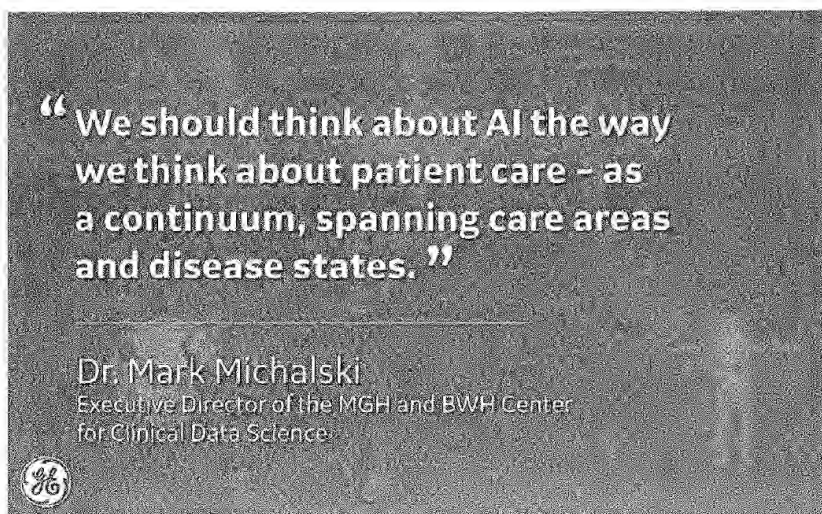 “ We should think about AI the way
we think about patient care – as
a continuum, spanning care areas
and disease states. ”
Dr. Mark Michalski
Executive Director of the MGH and BWH Center
for Clinical Data Science
GE